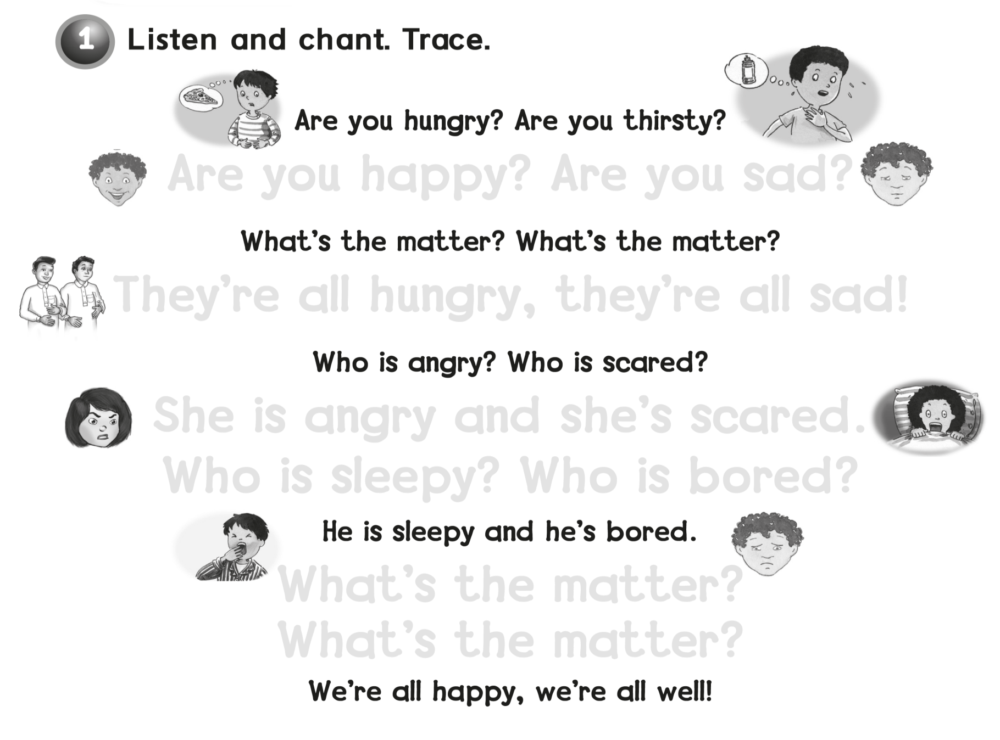 1 Listen and chant. Trace.
Are you hungry? Are you thirsty?
Are you happy? Are you sad?
What's the matter? What's the matter?
They're all hungry, they're all sad!
Who is angry? Who is scared?
She is angry and she's scared.
Who is sleepy? Who is bored?
He is sleepy and he's bored.
What's the matter?
What's the matter?
We're all happy, we're all well!